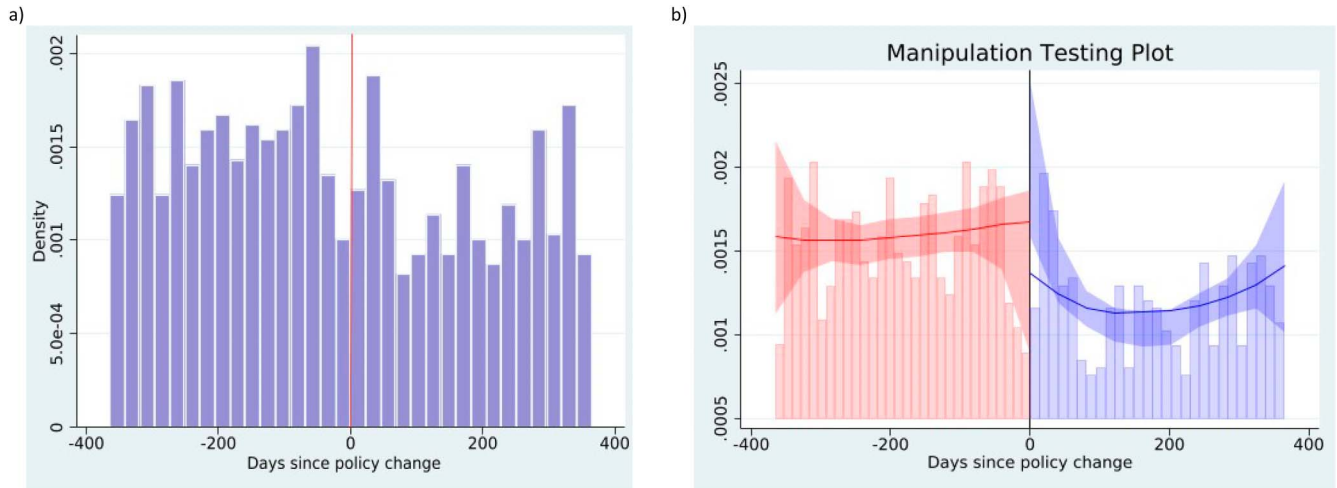 a)
.002
.0015
.001
5.0e-04
0
Density
-400
-200
0
200
400
Days since policy change
b)
Manipulation Testing Plot
.0025
.002
.0015
.001
.0005
-400
-200
0
200
400
Days since policy change